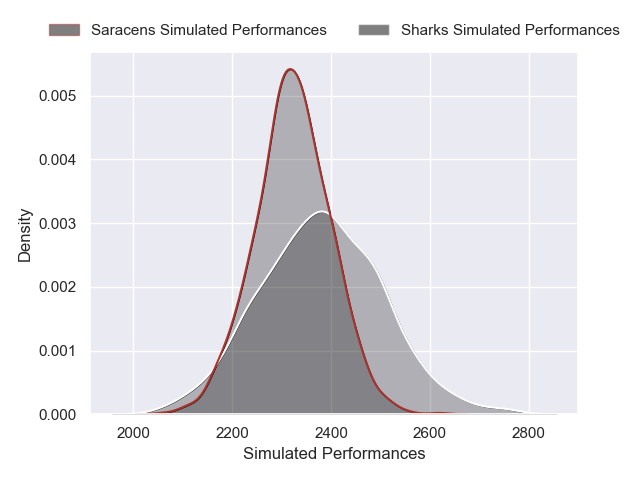 Saracens Simulated Performances Sharks Simulated Performances
0.005
0.004
0.003
0.002
0.001
0.000
Density
2000 2200 2400 2600 2800
Simulated Performances